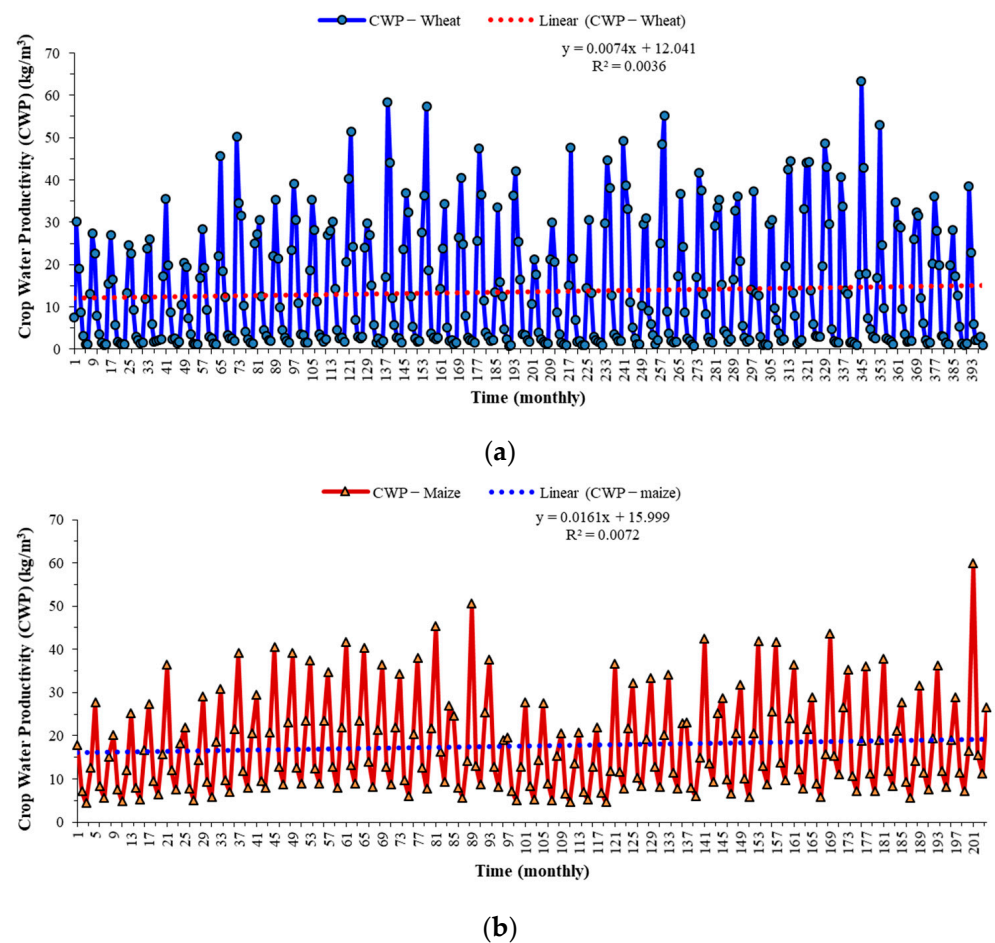 CWP – Wheat Linear (CWP – Wheat)
y = 0.0074x + 12.041
R² = 0.0036
Crop Water Productivity (CWP) (kg/m³)
70
60
50
40
30
20
10
0
1 9 17 25 33 41 49 57 65 73 81 89 97 105 113 121 129 137 145 153 161 169 177 185 193 201 209 217 225 233 241 249 257 265 273 281 289 297 305 313 321 329 337 345 353 361 369 377 385 393
Time (monthly)
(a)
CWP – Maize Linear (CWP – maize)
y = 0.0161x + 15.999
R² = 0.0072
Crop Water Productivity (CWP) (kg/m³)
70
60
50
40
30
20
10
0
1 5 9 13 17 21 25 29 33 37 41 45 49 53 57 61 65 69 73 77 81 85 89 93 97 101 105 109 113 117 121 125 129 133 137 141 145 149 153 157 161 165 169 173 177 181 185 189 193 197 201
Time (monthly)
(b)